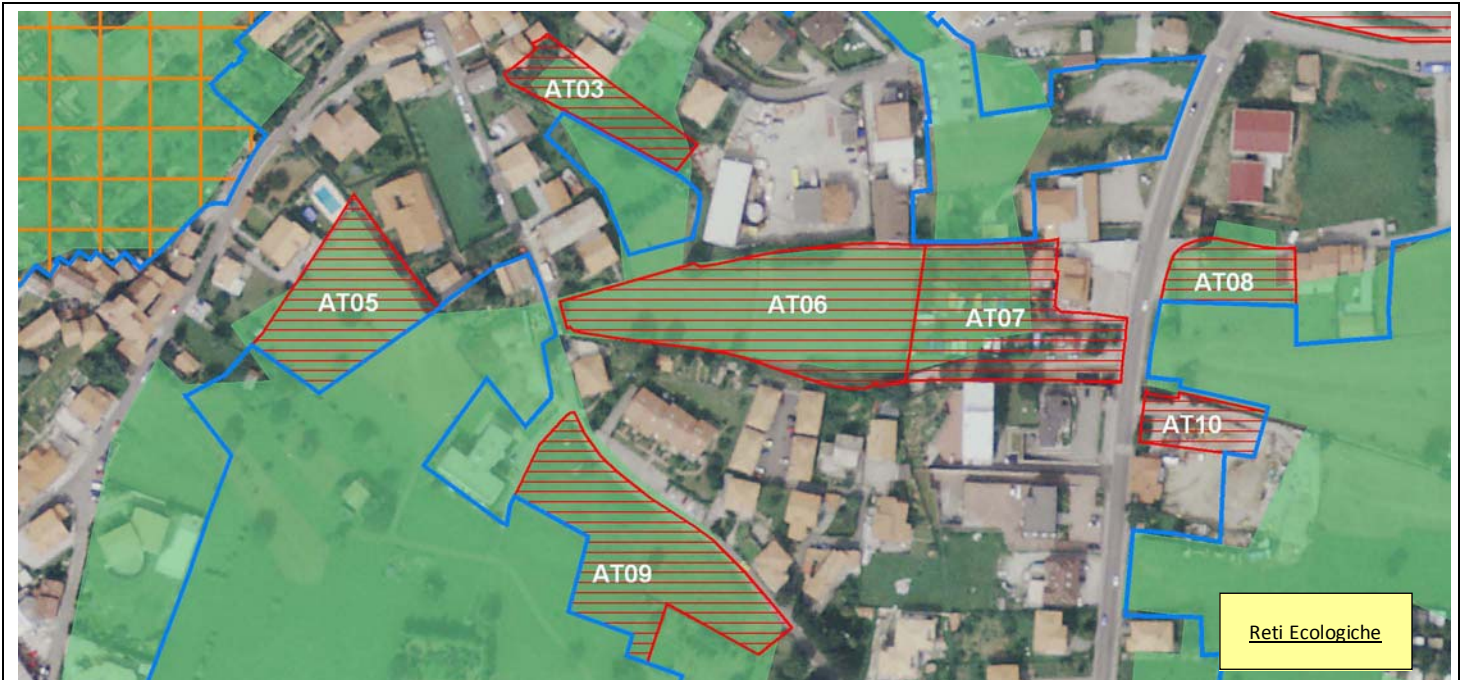 AT03
AT05
AT06
AT07
AT08
AT10
AT09
Reti Ecologiche